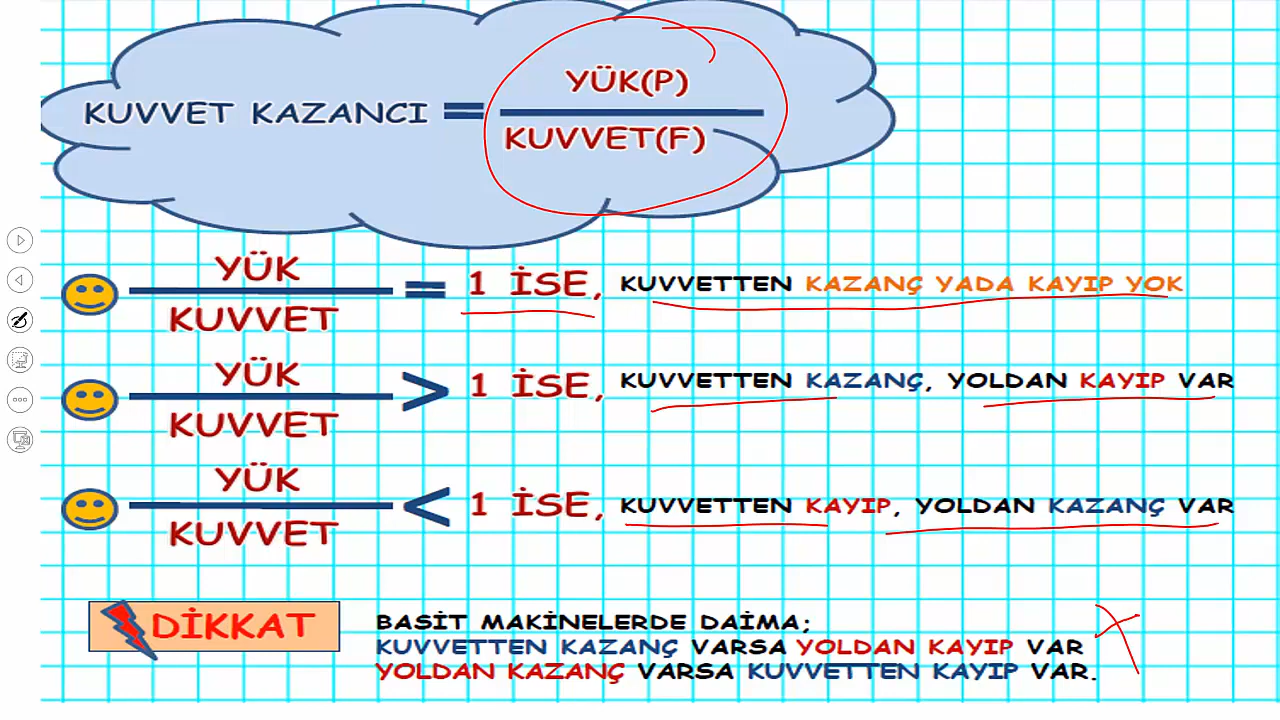 YÜK(P)
KUVVET KAZANCI =
KUVVET(F)
YÜK
= 1 İSE, KUVVETTEN KAZANÇ YADA KAYIP YOK
KUVVET
YÜK
> 1 İSE, KUVVETTEN KAZANÇ, YOLDAN KAYIP VAR
KUVVET
YÜK
< 1 İSE, KUVVETTEN KAYIP, YOLDAN KAZANÇ VAR
KUVVET
DİKKAT
BASİT MAKİNELERDE DAİMA;
KUVVETTEN KAZANÇ VARSA YOLDAN KAYIP VAR
YOLDAN KAZANÇ VARSA KUVVETTEN KAYIP VAR.